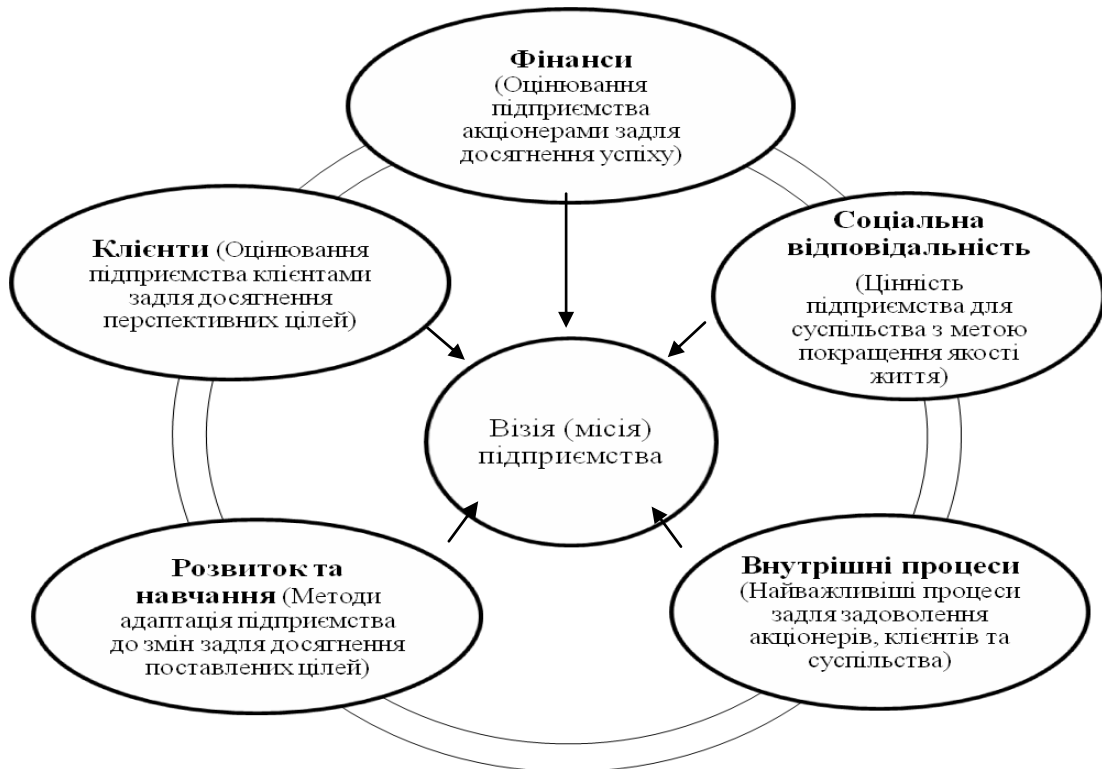 Фінанси
(Оцінювання
підприємства
акціонерами задля
досягнення успіху)
Клієнти (Оцінювання
підприємства клієнтами
задля досягнення
перспективних цілей)
Соціальна
відповідальність
(Цінність
підприємства для
суспільства з метою
покращення якості
життя)
Візія (місія)
підприємства
Розвиток та
навчання (Методи
адаптація підприємства
до змін задля досягнення
поставлених цілей)
Внутрішні процеси
(Найважливіші процеси
задля задоволення
акціонерів, клієнтів та
суспільства)